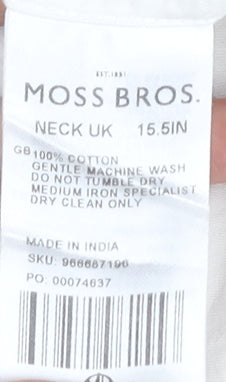 EST. 1851
MOSS BROS.
NECK UK 15.5IN
GB 100% COTTON
GENTLE MACHINE WASH
DO NOT TUMBLE DRY
MEDIUM IRON SPECIALIST
DRY CLEAN ONLY
MADE IN INDIA
SKU: 966667190
PO: 00074637